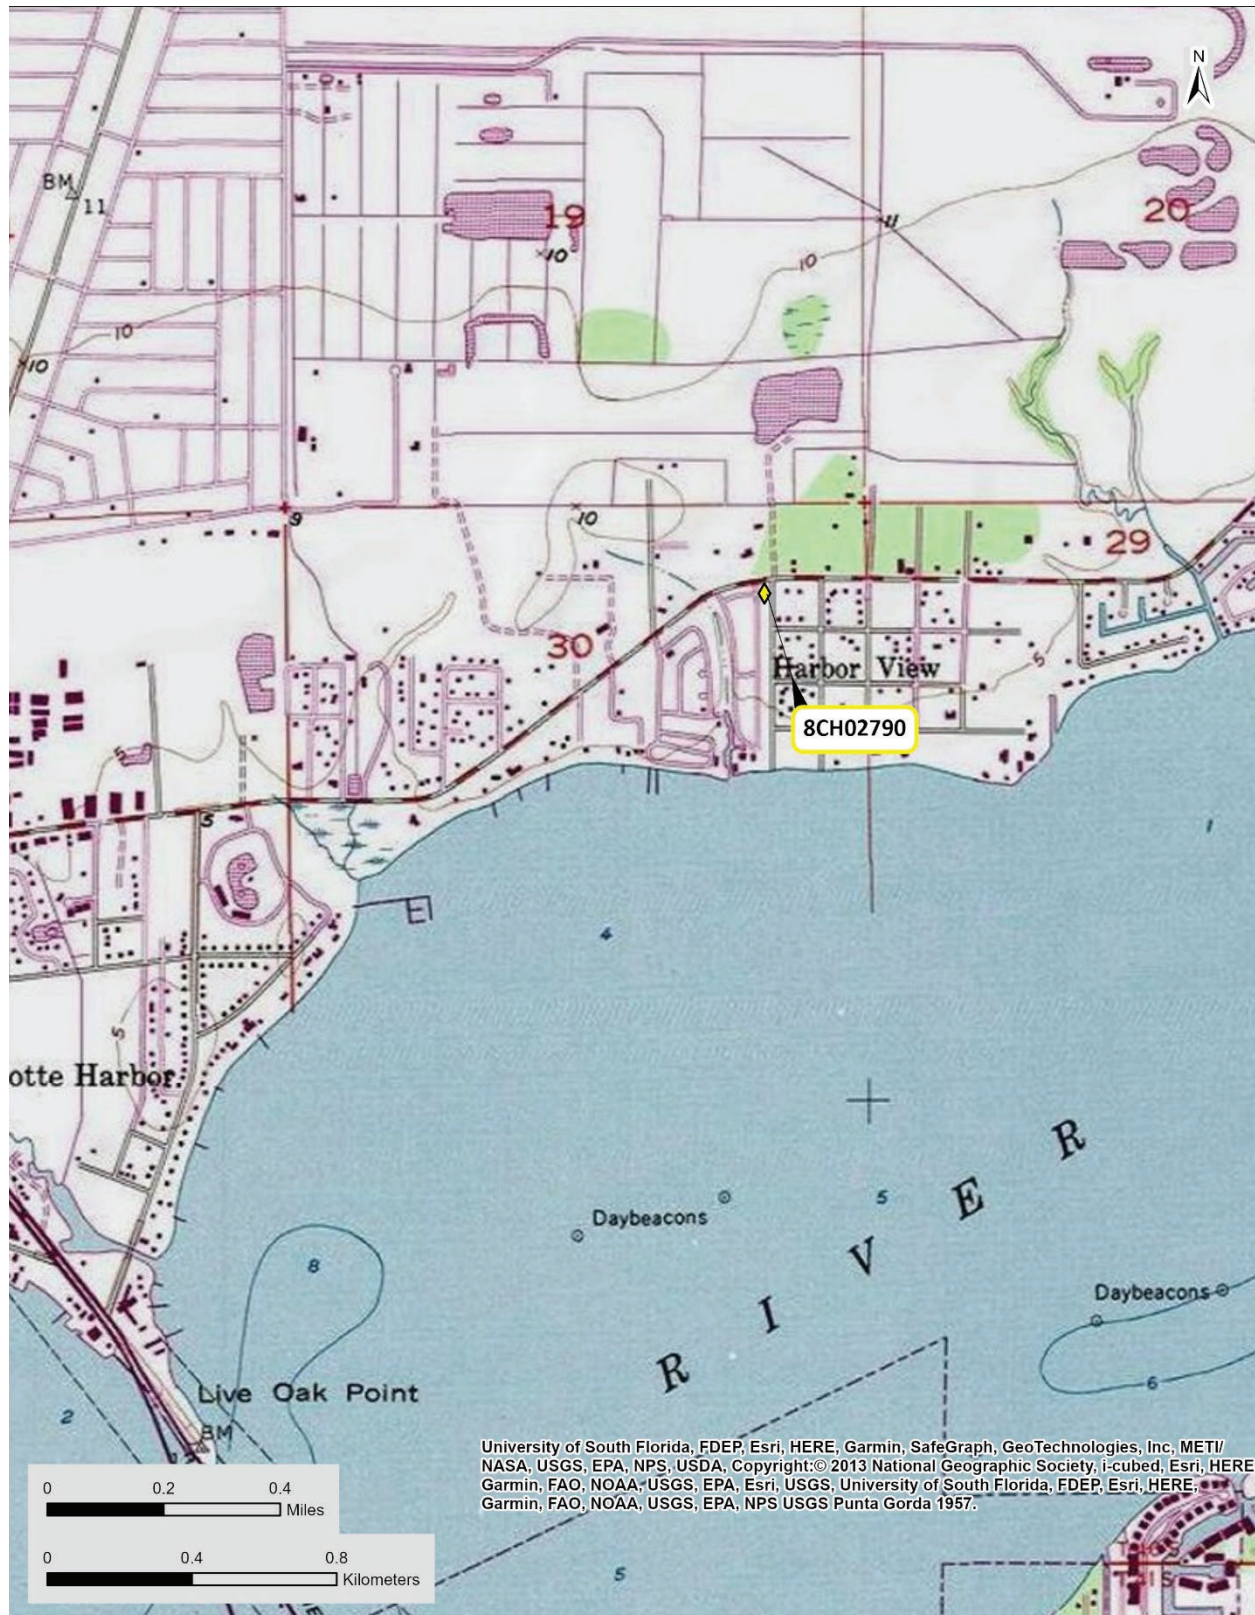 N
BM
11
19
20
10
11
10
10
10
10
9
29
30
5
Harbor View
8CH02790
5
1
E
4
5
otte Harbor
R
E
5
Daybeacons
V
8
Daybeacons
I
R
6
Live Oak Point
2
BM
University of South Florida, FDEP, Esri, HERE, Garmin, SafeGraph, GeoTechnologies, Inc, METI/
NASA, USGS, EPA, NPS, USDA, Copyright:© 2013 National Geographic Society, i-cubed, Esri, HERE,
Garmin, FAO, NOAA, USGS, EPA, Esri, USGS, University of South Florida, FDEP, Esri, HERE,
Garmin, FAO, NOAA, USGS, EPA, NPS USGS Punta Gorda 1957.
0 0.2 0.4
Miles
0 0.4 0.8
Kilometers
5